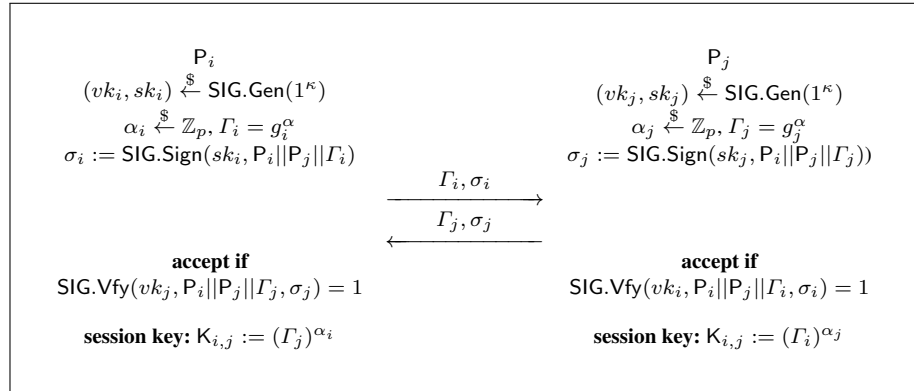 P_i P_j
(vk_i, sk_i) ←$ SIG.Gen(1^κ) (vk_j, sk_j) ←$ SIG.Gen(1^κ)
α_i ←$ ℤ_p, Γ_i = g_i^α α_j ←$ ℤ_p, Γ_j = g_j^α
σ_i := SIG.Sign(sk_i, P_i||P_j||Γ_i) σ_j := SIG.Sign(sk_j, P_i||P_j||Γ_j))
Γ_i, σ_i
Γ_j, σ_j
accept if accept if
SIG.Vfy(vk_j, P_i||P_j||Γ_j, σ_j) = 1 SIG.Vfy(vk_i, P_i||P_j||Γ_i, σ_i) = 1
session key: K_{i,j} := (Γ_j)^{α_i} session key: K_{i,j} := (Γ_i)^{α_j}